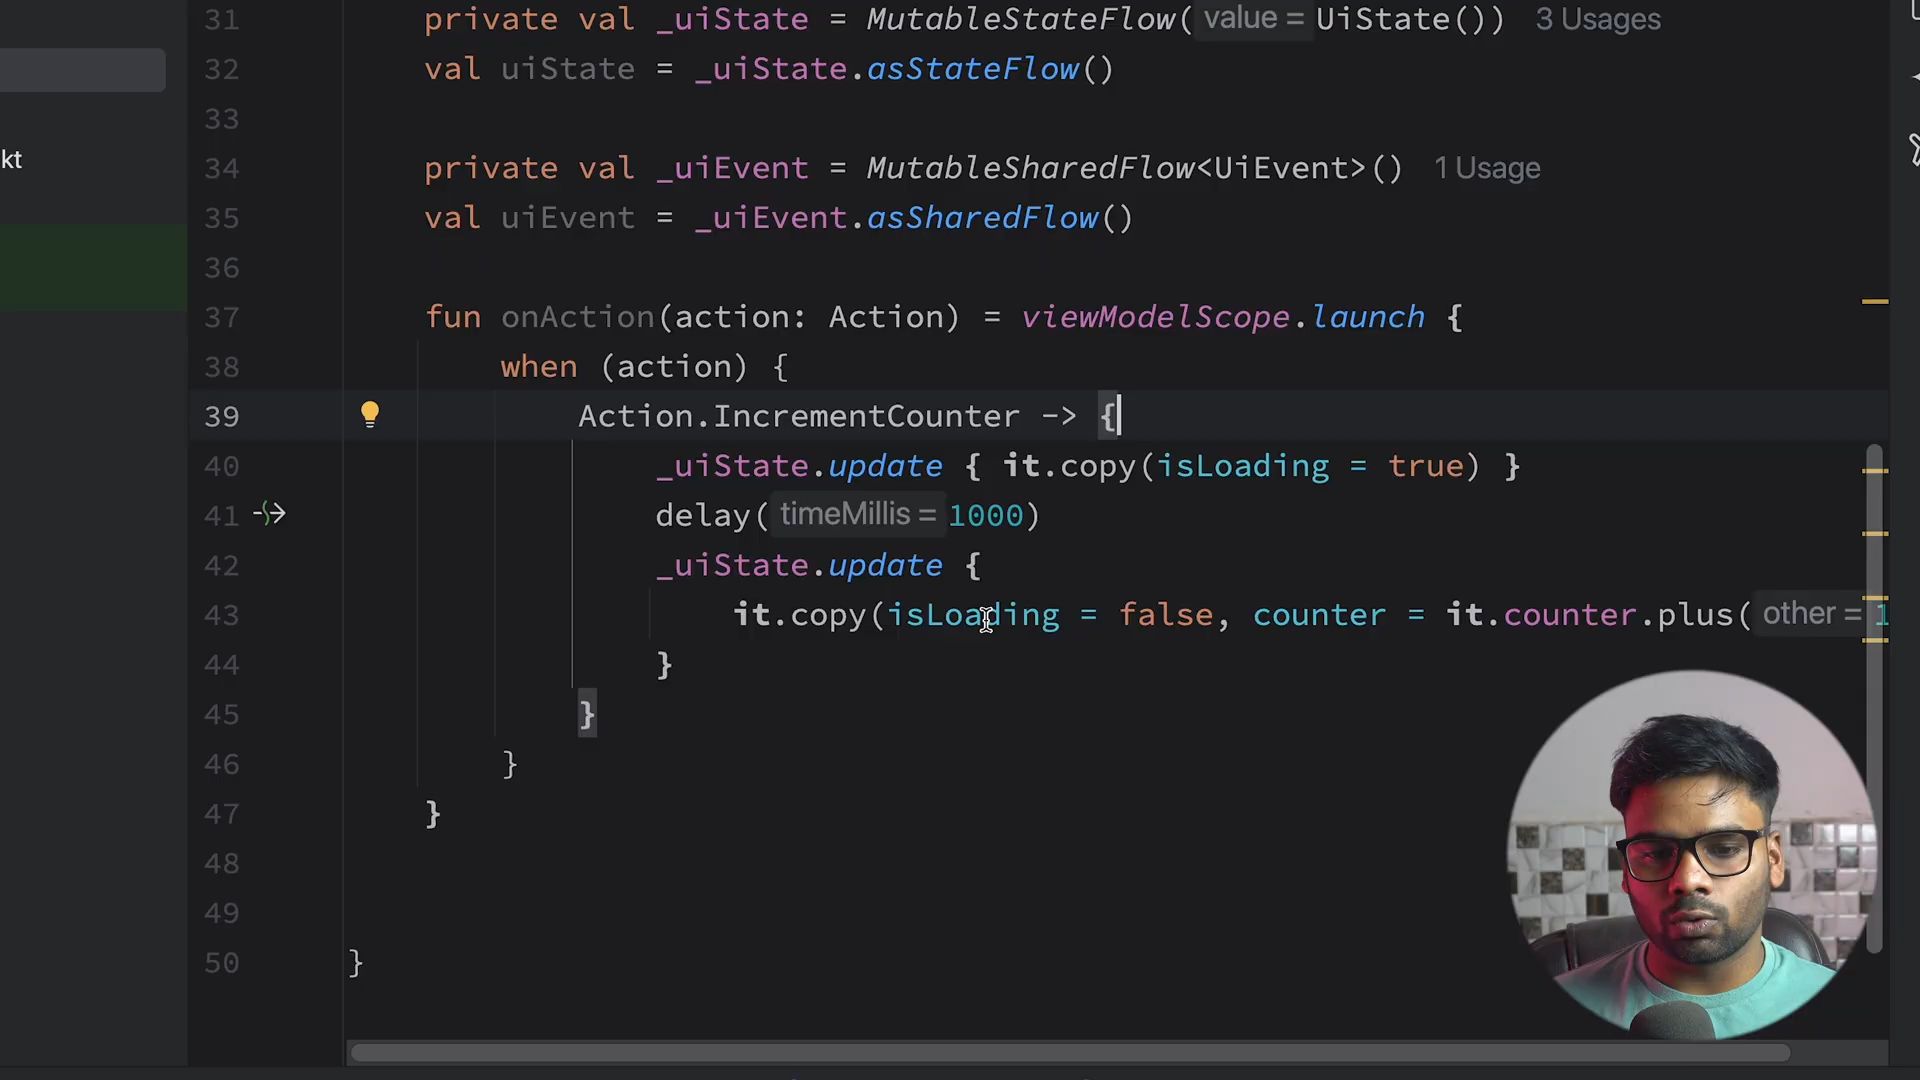 31 private val _uiState = MutableStateFlow( value = UiState()) 3 Usages
32 val uiState = _uiState.asStateFlow()
33
kt
34 private val _uiEvent = MutableSharedFlow<UiEvent>() 1 Usage
35 val uiEvent = _uiEvent.asSharedFlow()
36
37 fun onAction(action: Action) = viewModelScope.launch {
38 when (action) {
39 Action.IncrementCounter -> {
40 _uiState.update { it.copy(isLoading = true) }
41 delay( timeMillis = 1000)
42 _uiState.update {
43 it.copy(isLoading = false, counter = it.counter.plus( other = 1
44 }
45 }
46 }
47 }
48
49
50 }